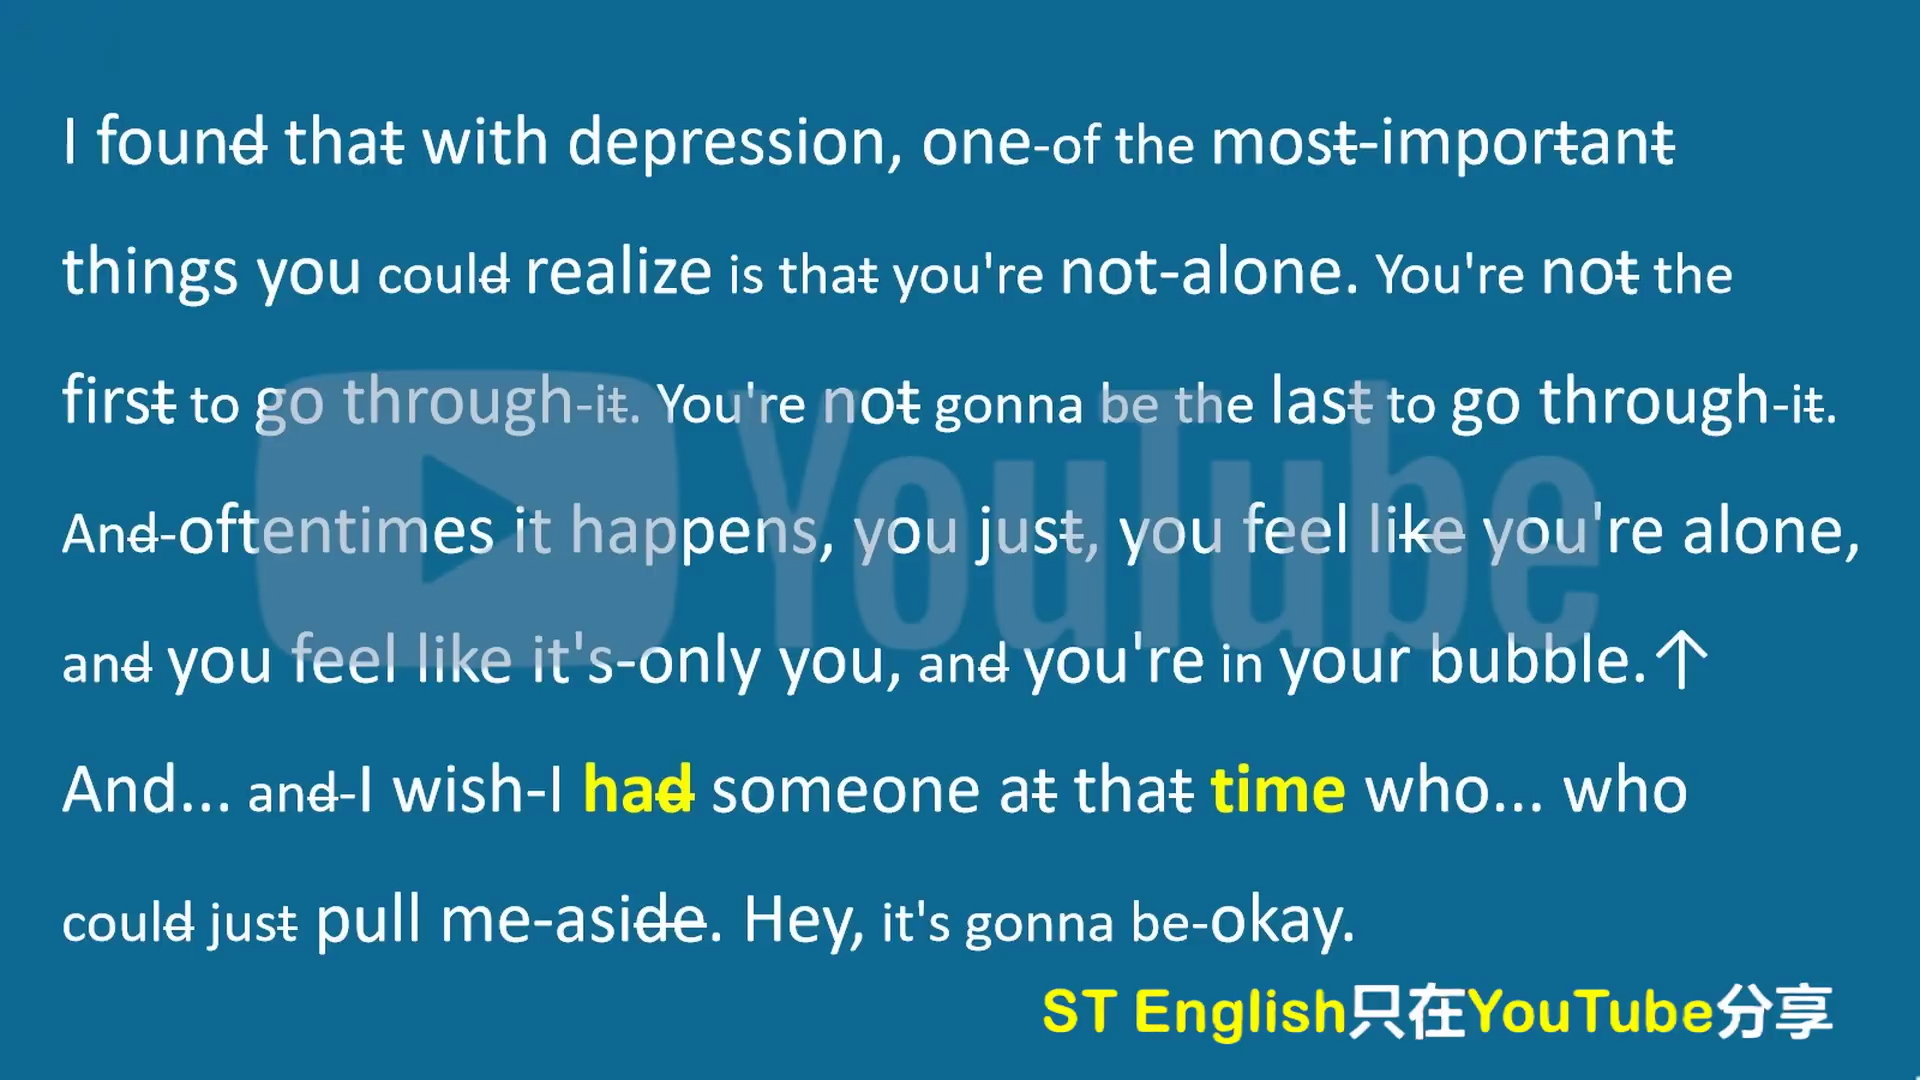 I found that with depression, one-of the most-important
things you could realize is that you're not-alone. You're not the
first to go through-it. You're not gonna be the last to go through-it.
YouTube
And-oftentimes it happens, you just, you feel like you're alone,
and you feel like it's-only you, and you're in your bubble.↑
And... and-I wish-I had someone at that time who... who
could just pull me-aside. Hey, it's gonna be-okay.
ST English只在YouTube分享